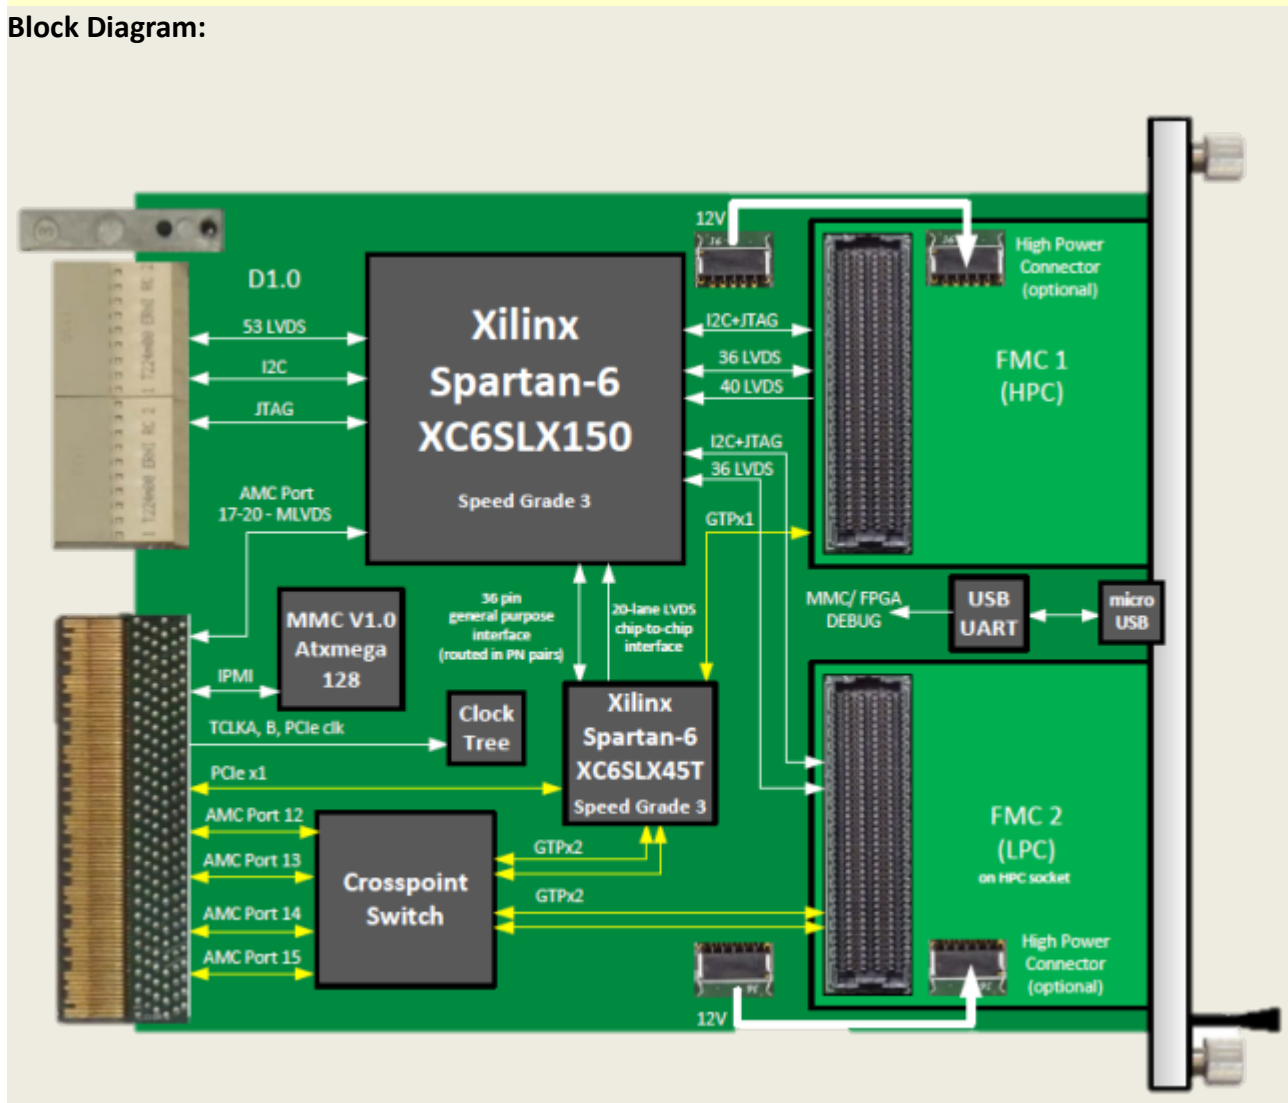 Block Diagram:
12V
High Power
Connector
(optional)
D1.0
Xilinx
Spartan-6
XC6SLX150
Speed Grade 3
53 LVDS
I2C
JTAG
I2C+JTAG
36 LVDS
40 LVDS
FMC 1
(HPC)
I2C+JTAG
36 LVDS
AMC Port
17-20 - MLVDS
GTPx1
MMC V1.0
Atxmega
128
36 pin
general purpose
interface
(routed in PN pairs)
20-lane LVDS
chip-to-chip
interface
MMC/ FPGA
DEBUG
USB
UART
micro
USB
IPMI
TCLKA, B, PCIe clk
Clock
Tree
Xilinx
Spartan-6
XC6SLX45T
Speed Grade 3
PCIe x1
AMC Port 12
AMC Port 13
AMC Port 14
AMC Port 15
Crosspoint
Switch
GTPx2
GTPx2
FMC 2
(LPC)
on HPC socket
High Power
Connector
(optional)
12V